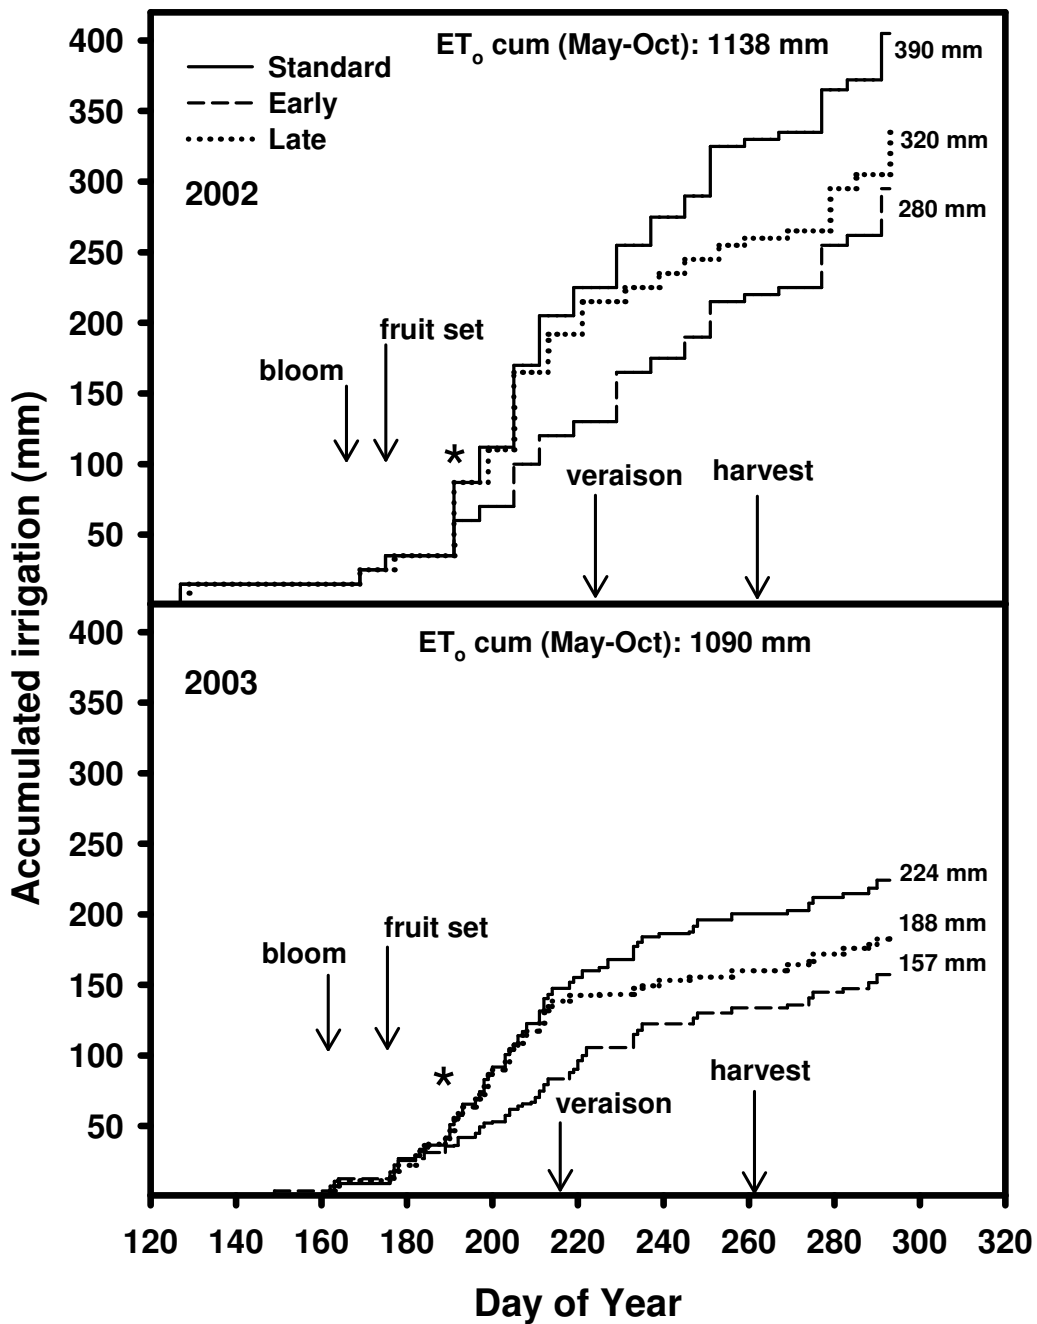 Accumulated irrigation (mm)
ETo cum (May-Oct): 1138 mm
Standard
Early
Late
2002
400
350
300
250
200
150
100
50
390 mm
320 mm
280 mm
bloom
fruit set
*
veraison
harvest
ETo cum (May-Oct): 1090 mm
2003
400
350
300
250
200
150
100
50
224 mm
188 mm
157 mm
bloom
fruit set
*
veraison
harvest
120 140 160 180 200 220 240 260 280 300 320
Day of Year